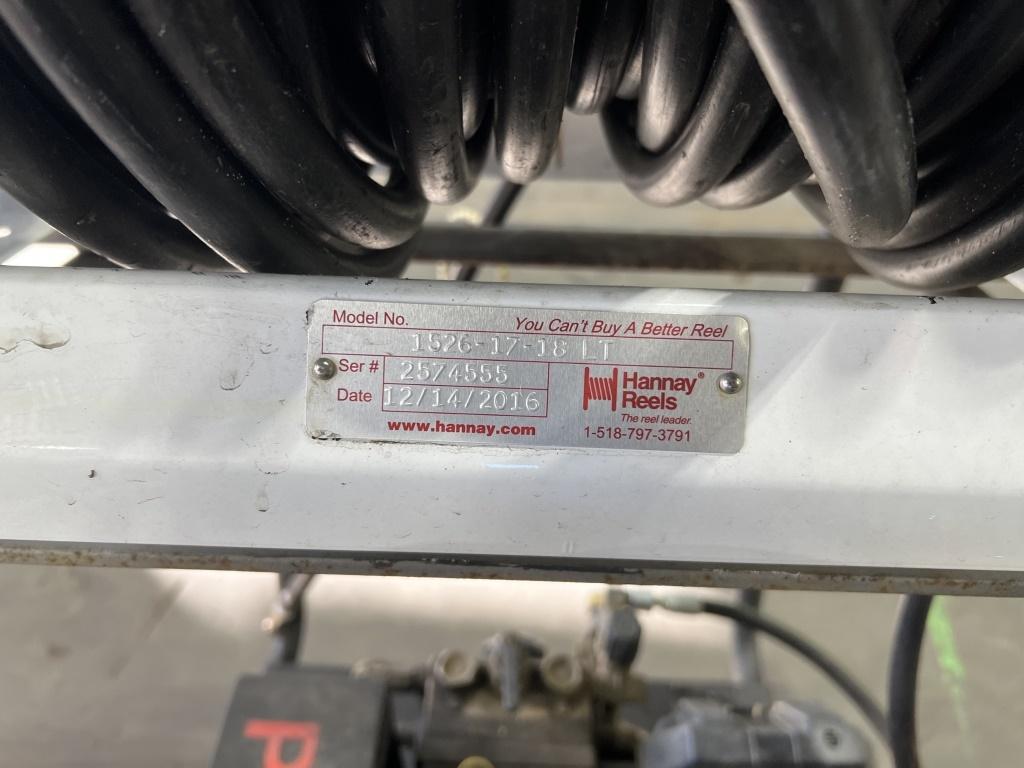 Model No. You Can't Buy A Better Reel
1526-17-18 LT
Ser # 2574555
Date 12/14/2016
Hannay®
Reels
The reel leader.
www.hannay.com 1-518-797-3791
P